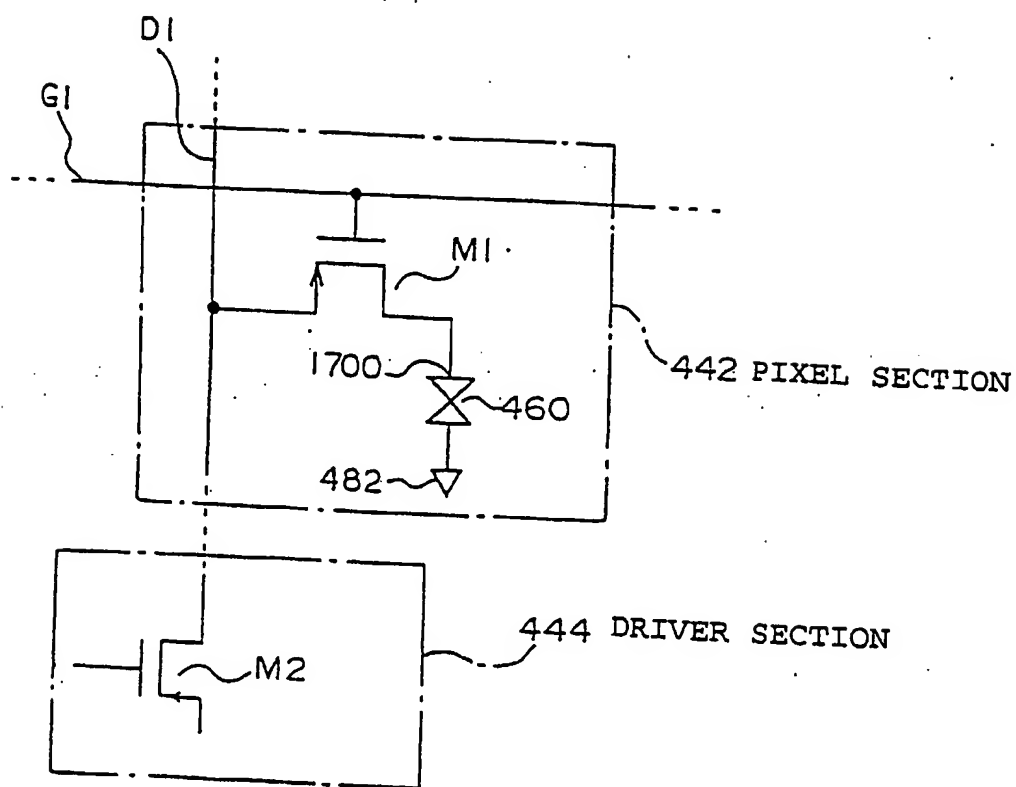 D1
G1
M1
1700
442 PIXEL SECTION
460
482
444 DRIVER SECTION
M2